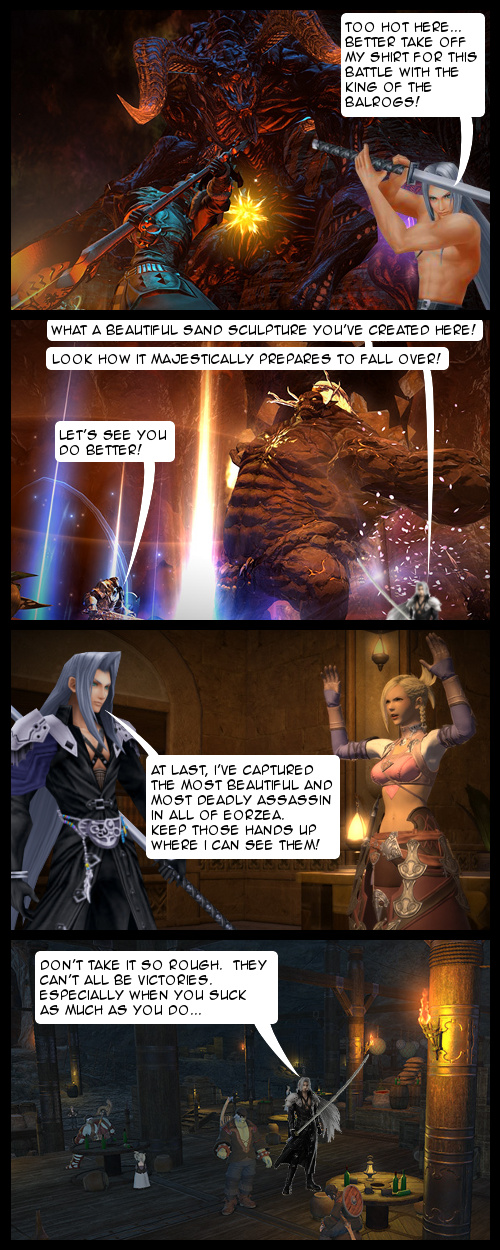 TOO HOT HERE...
BETTER TAKE OFF
MY SHIRT FOR THIS
BATTLE WITH THE
KING OF THE
BALROGS!
WHAT A BEAUTIFUL SAND SCULPTURE YOU'VE CREATED HERE!
LOOK HOW IT MAJESTICALLY PREPARES TO FALL OVER!
LET'S SEE YOU
DO BETTER!
AT LAST, I'VE CAPTURED
THE MOST BEAUTIFUL AND
MOST DEADLY ASSASSIN
IN ALL OF EORZEA.
KEEP THOSE HANDS UP
WHERE I CAN SEE THEM!
DON'T TAKE IT SO ROUGH. THEY
CAN'T ALL BE VICTORIES.
ESPECIALLY WHEN YOU SUCK
AS MUCH AS YOU DO...